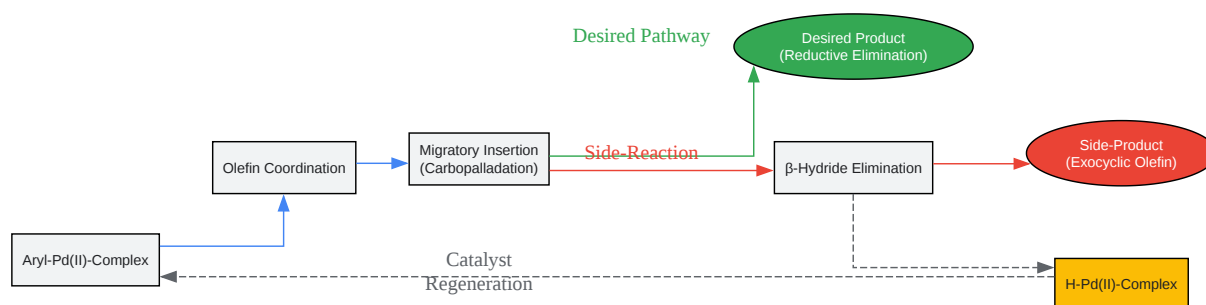 Desired Pathway
Desired Product
(Reductive Elimination)
Olefin Coordination
Migratory Insertion
(Carbopalladation)
Side-Reaction
β-Hydride Elimination
Side-Product
(Exocyclic Olefin)
Aryl-Pd(II)-Complex
Catalyst
Regeneration
H-Pd(II)-Complex